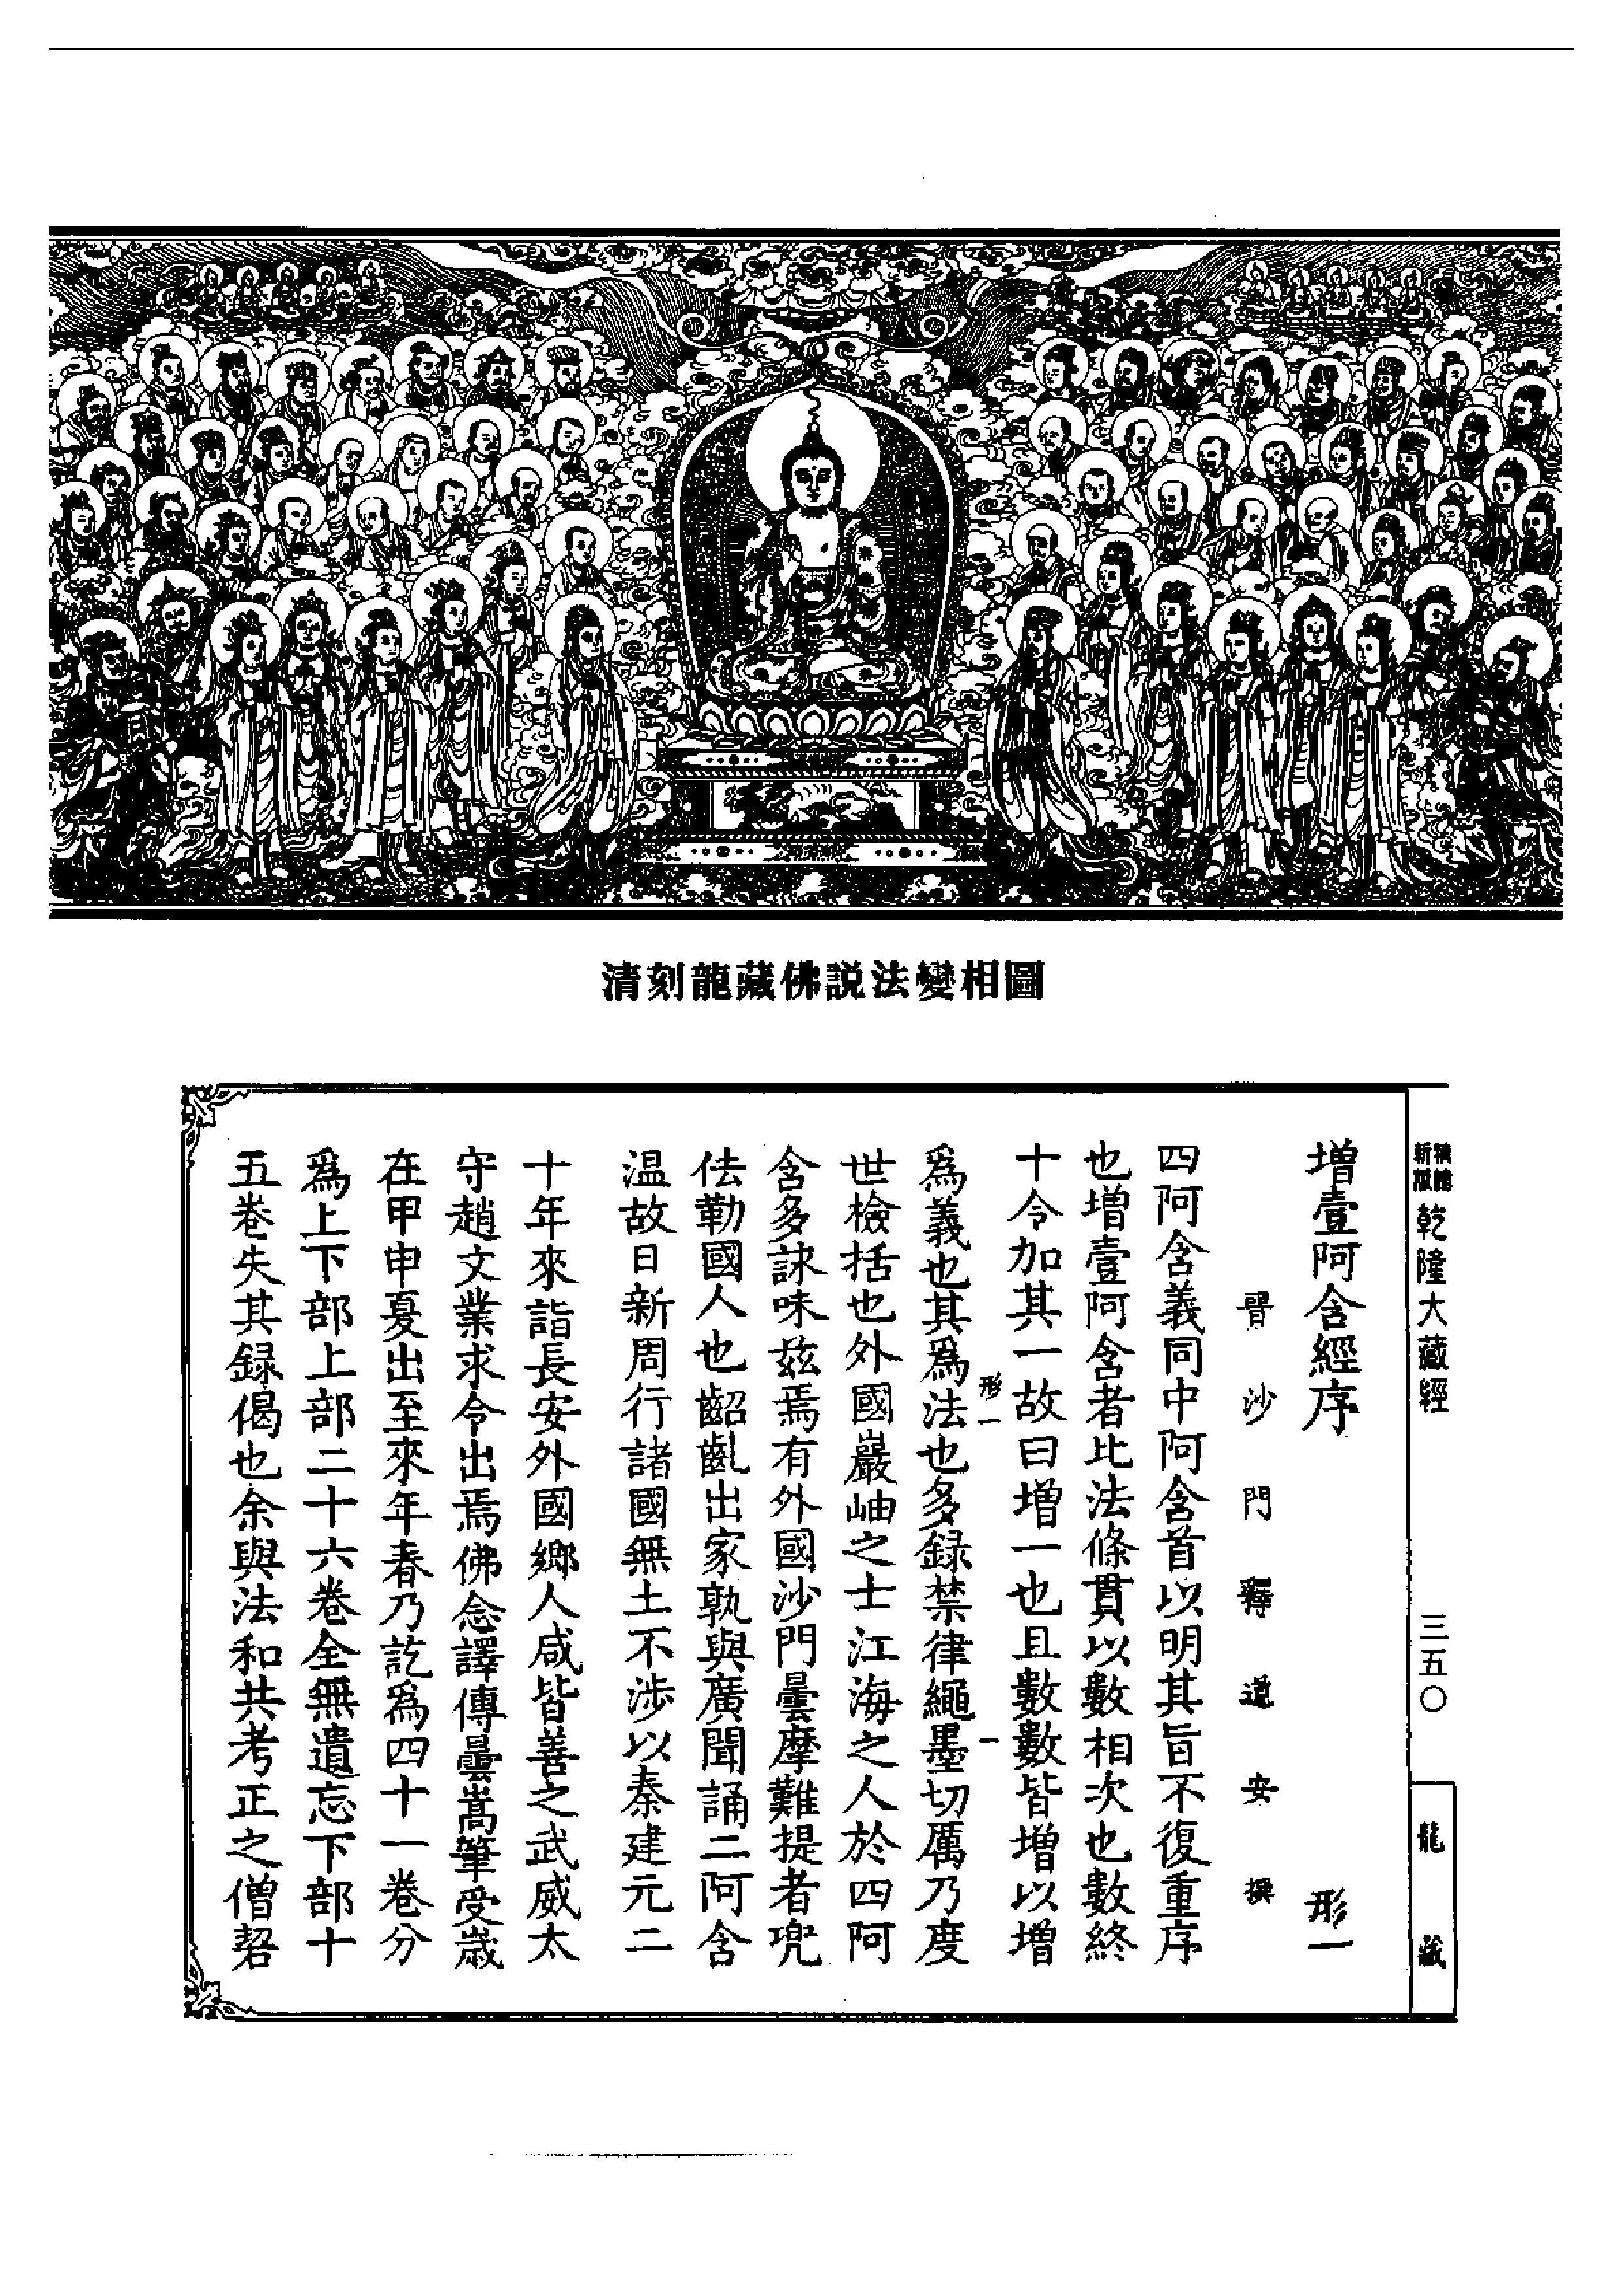 清刻龍藏佛説法變相圖
新版
精體
乾隆大藏經
三五〇
龍藏
增壹阿含經序 形一
晉沙門釋道安撰
四阿含義同中阿含首以明其旨不復重序
也增壹阿含者比法條貫以數相次也數終
十令加其一故曰增一也且數數皆增以增
形一 一
爲義也其爲法也多録禁律繩墨切厲乃度
世檢括也外國巖岫之士江海之人於四阿
含多詠味兹焉有外國沙門曇摩難提者兜
佉勒國人也齠齔出家孰與廣聞誦二阿含
温故日新周行諸國無土不涉以秦建元二
十年來詣長安外國鄉人咸皆善之武威太
守趙文業求令出焉佛念譯傳曇嵩筆受歲
在甲申夏出至來年春乃訖爲四十一卷分
爲上下部上部二十六卷全無遺忘下部十
五卷失其録偈也余與法和共考正之僧䂮